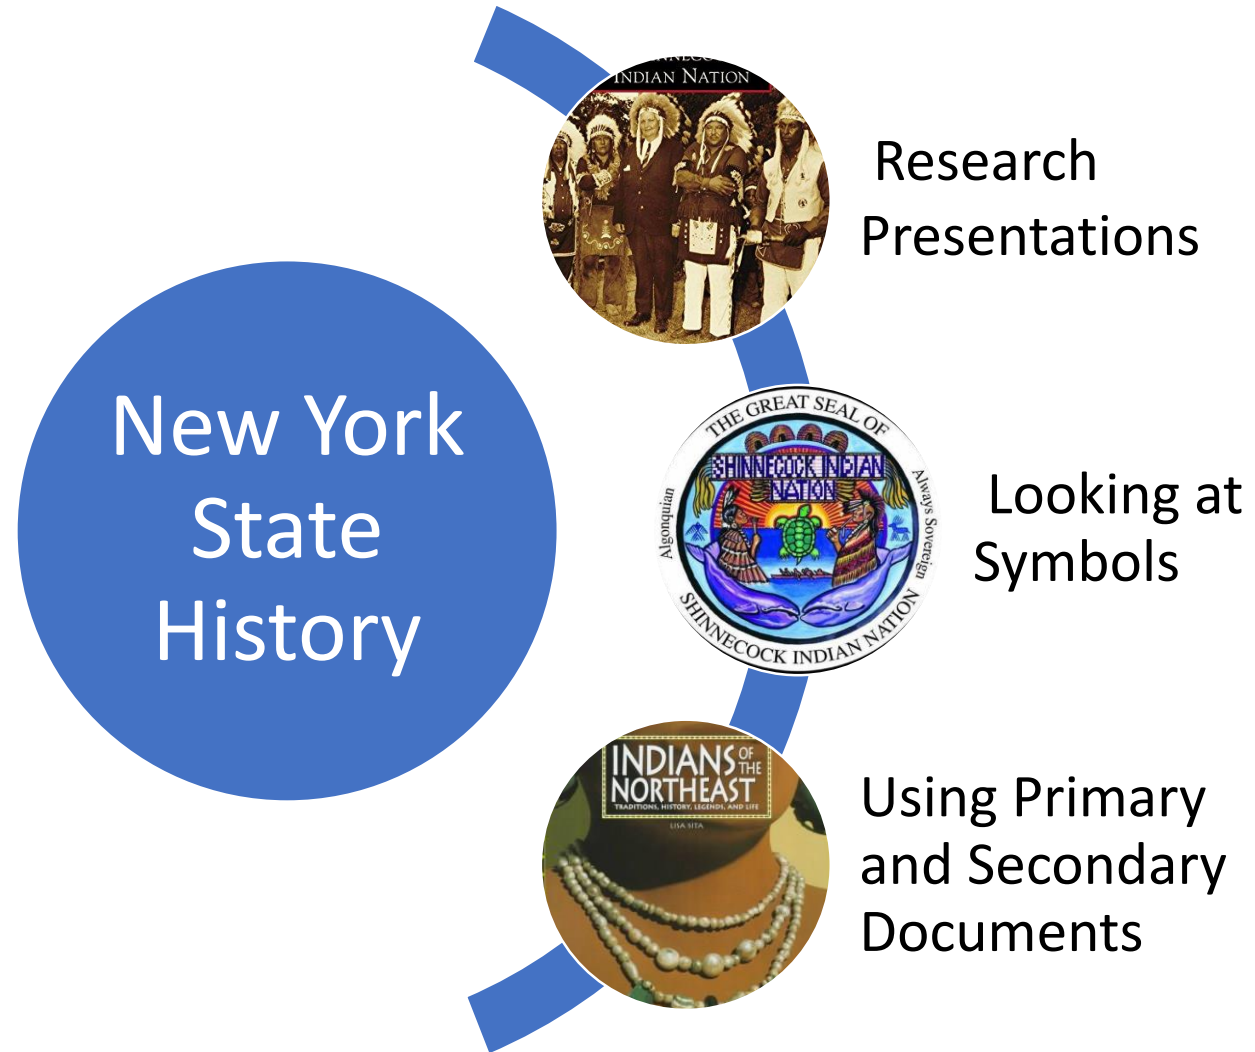 New York
State
History
INDIAN NATION
Research
Presentations
THE GREAT SEAL OF
SHINNECOCK INDIAN
NATION
Algonquian
Always Sovereign
SHINNECOCK INDIAN NATION
Looking at
Symbols
INDIANS OF
THE
NORTHEAST
TRADITIONS, HISTORY, LEGENDS, AND LIFE
LISA SITA
Using Primary
and Secondary
Documents